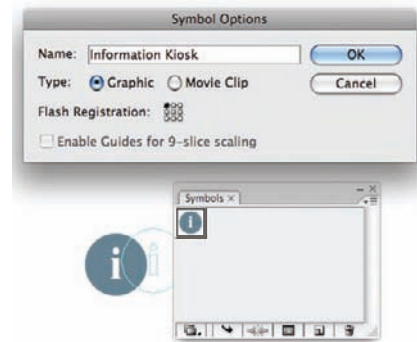 Symbol Options
Name: Information Kiosk
OK
Type: Graphic Movie Clip
Cancel
Flash Registration:
Enable Guides for 9-slice scaling
Symbols ×
i
i
i